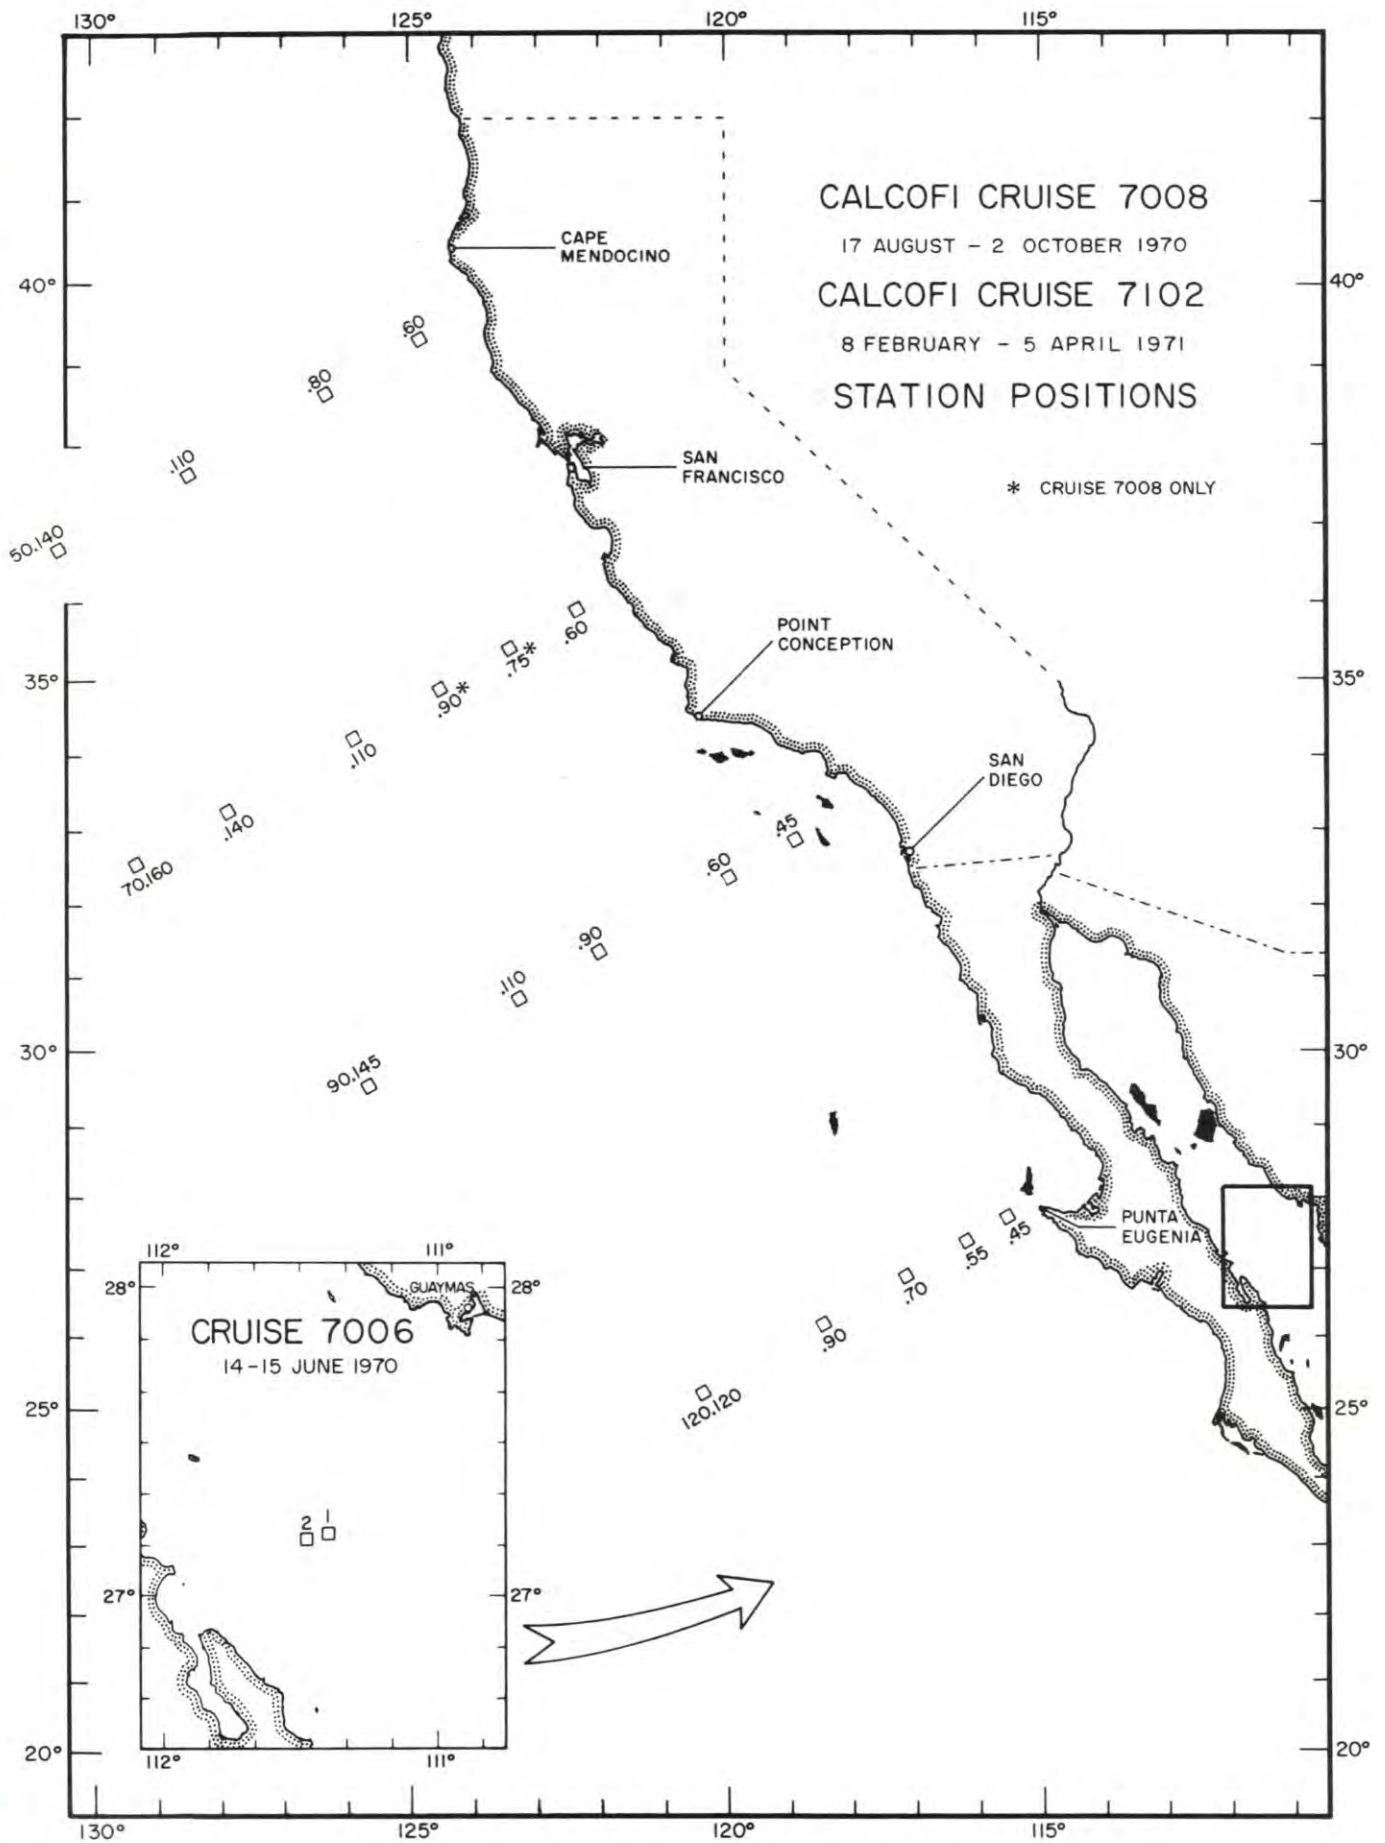 130°
125°
120°
115°
CALCOFI CRUISE 7008
17 AUGUST – 2 OCTOBER 1970
CALCOFI CRUISE 7102
8 FEBRUARY – 5 APRIL 1971
STATION POSITIONS
* CRUISE 7008 ONLY
CAPE
MENDOCINO
40°
40°
.60
.80
.110
50.140
SAN
FRANCISCO
POINT
CONCEPTION
.60
.75*
.90*
.110
.140
70.160
35°
35°
SAN
DIEGO
.45
.60
.90
.110
90.145
30°
30°
PUNTA
EUGENIA
.45
.55
.70
.90
120.120
25°
25°
112°
111°
28°
28°
GUAYMAS
CRUISE 7006
14–15 JUNE 1970
2
1
27°
27°
112°
111°
20°
20°
130°
125°
120°
115°